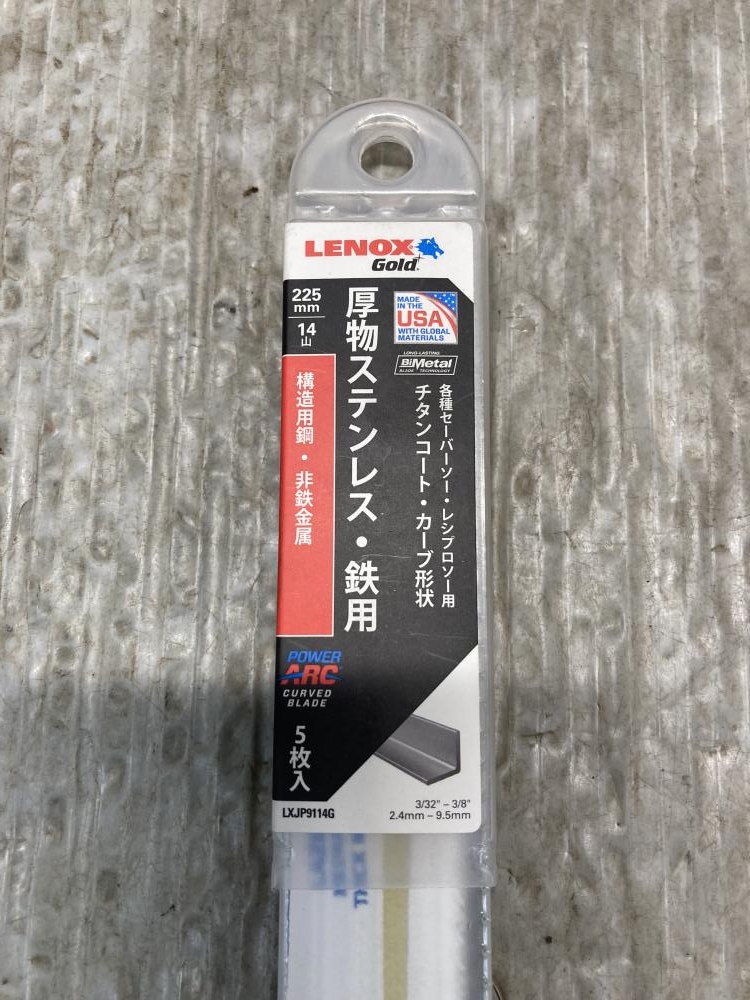 LENOX
Gold
225
mm
14
山
構造用鋼・非鉄金属
厚物ステンレス・鉄用
MADE
IN THE
USA
WITH GLOBAL
MATERIALS
LONG-LASTING
BiMetal
BLADE TECHNOLOGY
各種セーバーソー・レシプロソー用
チタンコート・カーブ形状
POWER
ARC
CURVED
BLADE
5枚入
LXJP9114G
3/32" – 3/8"
2.4mm – 9.5mm